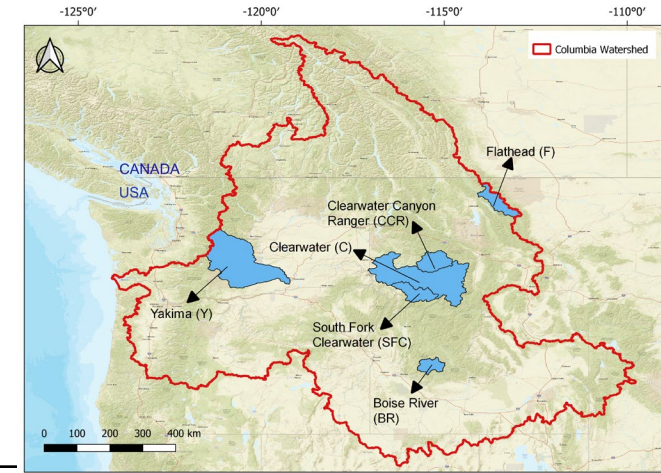 -125°0′ -120°0′ -115°0′ -110°0′
Columbia Watershed
Flathead (F)
CANADA
USA
Clearwater Canyon
Ranger (CCR)
Clearwater (C)
Yakima (Y)
South Fork
Clearwater (SFC)
Boise River
(BR)
0 100 200 300 400 km